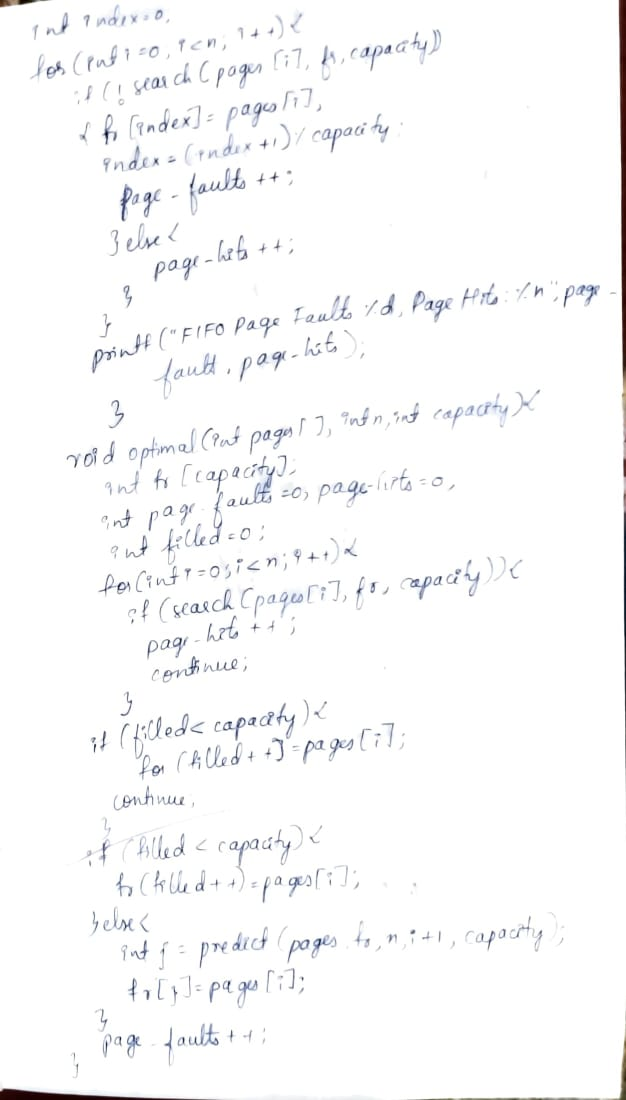 int index=0,
for(int i=0, i<n; i++){
if(! search(pages[i], fr, capacity))
{ fr[index]= pages[i],
index = (index+1)% capacity;
page-faults++;
}else{
page-hits++;
}
}
printf("FIFO Page Faults %d, Page Hits: %n", page-
fault, page-hits);
}
void optimal(int pages[], int n, int capacity){
int fr[capacity];
int page-faults=0, page-hits=0,
int filled=0;
for(int i=0; i<n; i++){
if(search(pages[i], fr, capacity)){
page-hits++;
continue;
}
if (filled< capacity){
for (filled++]=pages[i];
continue,
}
if (filled < capacity){
fr(filled++)=pages[i];
}else{
int j = predict(pages, fr, n, i+1, capacity);
fr[j]=pages[i];
}
page-faults++;
}